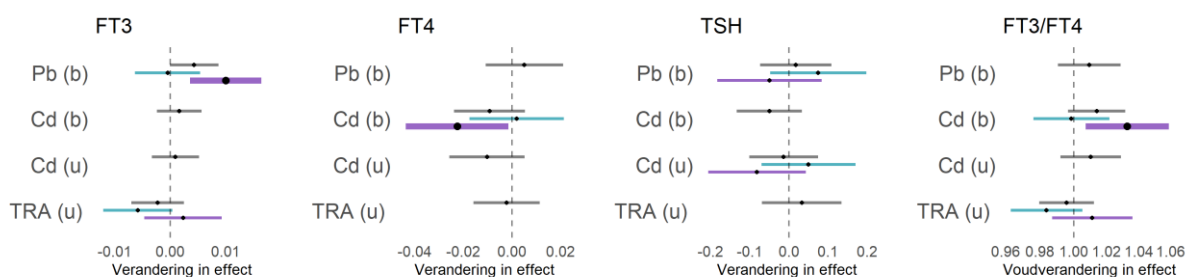 FT3
Pb (b)
Cd (b)
Cd (u)
TRA (u)
-0.01 0.00 0.01
Verandering in effect
FT4
Pb (b)
Cd (b)
Cd (u)
TRA (u)
-0.04 -0.02 0.00 0.02
Verandering in effect
TSH
Pb (b)
Cd (b)
Cd (u)
TRA (u)
-0.2 -0.1 0.0 0.1 0.2
Verandering in effect
FT3/FT4
Pb (b)
Cd (b)
Cd (u)
TRA (u)
0.96 0.98 1.00 1.02 1.04 1.06
Voudverandering in effect